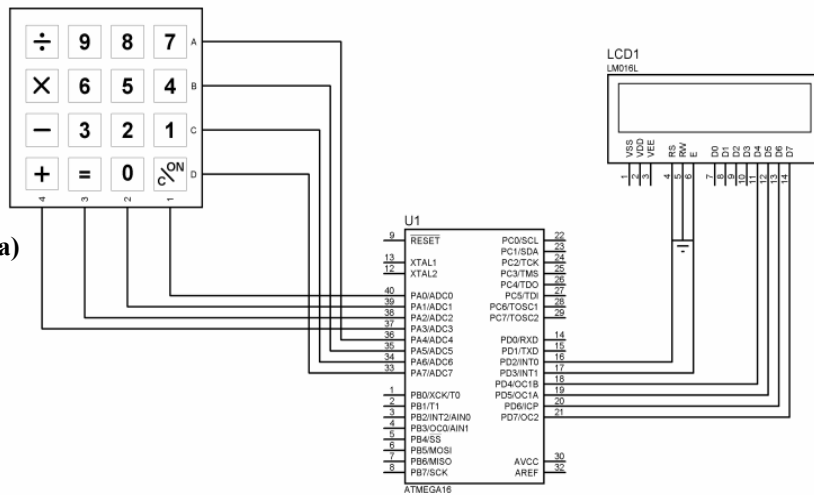 ÷ 9 8 7 A
× 6 5 4 B
− 3 2 1 C
+ = 0 ON/C D
4 3 2 1
a)
LCD1
LM016L
VSS VDD VEE RS RW E D0 D1 D2 D3 D4 D5 D6 D7
1 2 3 4 5 6 7 8 9 10 11 12 13 14
U1
9 RESET PC0/SCL 22
PC1/SDA 23
13 XTAL1 PC2/TCK 24
12 XTAL2 PC3/TMS 25
PC4/TDO 26
40 PA0/ADC0 PC5/TDI 27
39 PA1/ADC1 PC6/TOSC1 28
38 PA2/ADC2 PC7/TOSC2 29
37 PA3/ADC3
36 PA4/ADC4 PD0/RXD 14
35 PA5/ADC5 PD1/TXD 15
34 PA6/ADC6 PD2/INT0 16
33 PA7/ADC7 PD3/INT1 17
PD4/OC1B 18
1 PB0/XCK/T0 PD5/OC1A 19
2 PB1/T1 PD6/ICP 20
3 PB2/INT2/AIN0 PD7/OC2 21
4 PB3/OC0/AIN1
5 PB4/SS
6 PB5/MOSI
7 PB6/MISO AVCC 30
8 PB7/SCK AREF 32
ATMEGA16